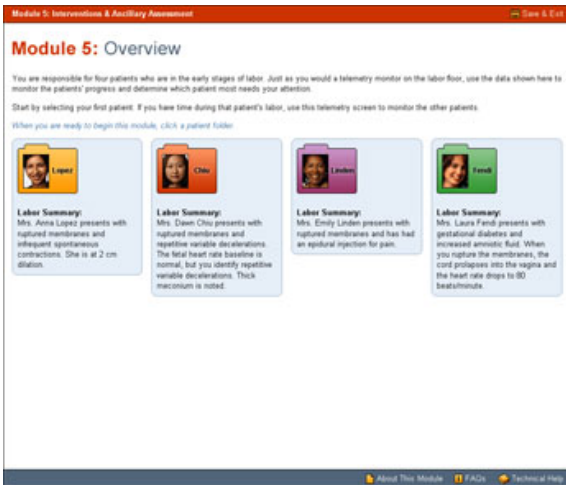 Module 5: Interventions & Ancillary Assessment
Save & Exit
Module 5: Overview
You are responsible for four patients who are in the early stages of labor. Just as you would a telemetry monitor on the labor floor, use the data shown here to
monitor the patients' progress and determine which patient most needs your attention.
Start by selecting your first patient. If you have time during that patient's labor, use this telemetry screen to monitor the other patients.
When you are ready to begin this module, click a patient folder.
Lopez
Labor Summary:
Mrs. Anna Lopez presents with
ruptured membranes and
infrequent spontaneous
contractions. She is at 2 cm
dilation.
Chiu
Labor Summary:
Mrs. Dawn Chiu presents with
ruptured membranes and
repetitive variable decelerations.
The fetal heart rate baseline is
normal, but you identify repetitive
variable decelerations. Thick
meconium is noted.
Linden
Labor Summary:
Mrs. Emily Linden presents with
ruptured membranes and has had
an epidural injection for pain.
Fendi
Labor Summary:
Mrs. Laura Fendi presents with
gestational diabetes and
increased amniotic fluid. When
you rupture the membranes, the
cord prolapses into the vagina and
the heart rate drops to 80
beats/minute.
About This Module
FAQs
Technical Help